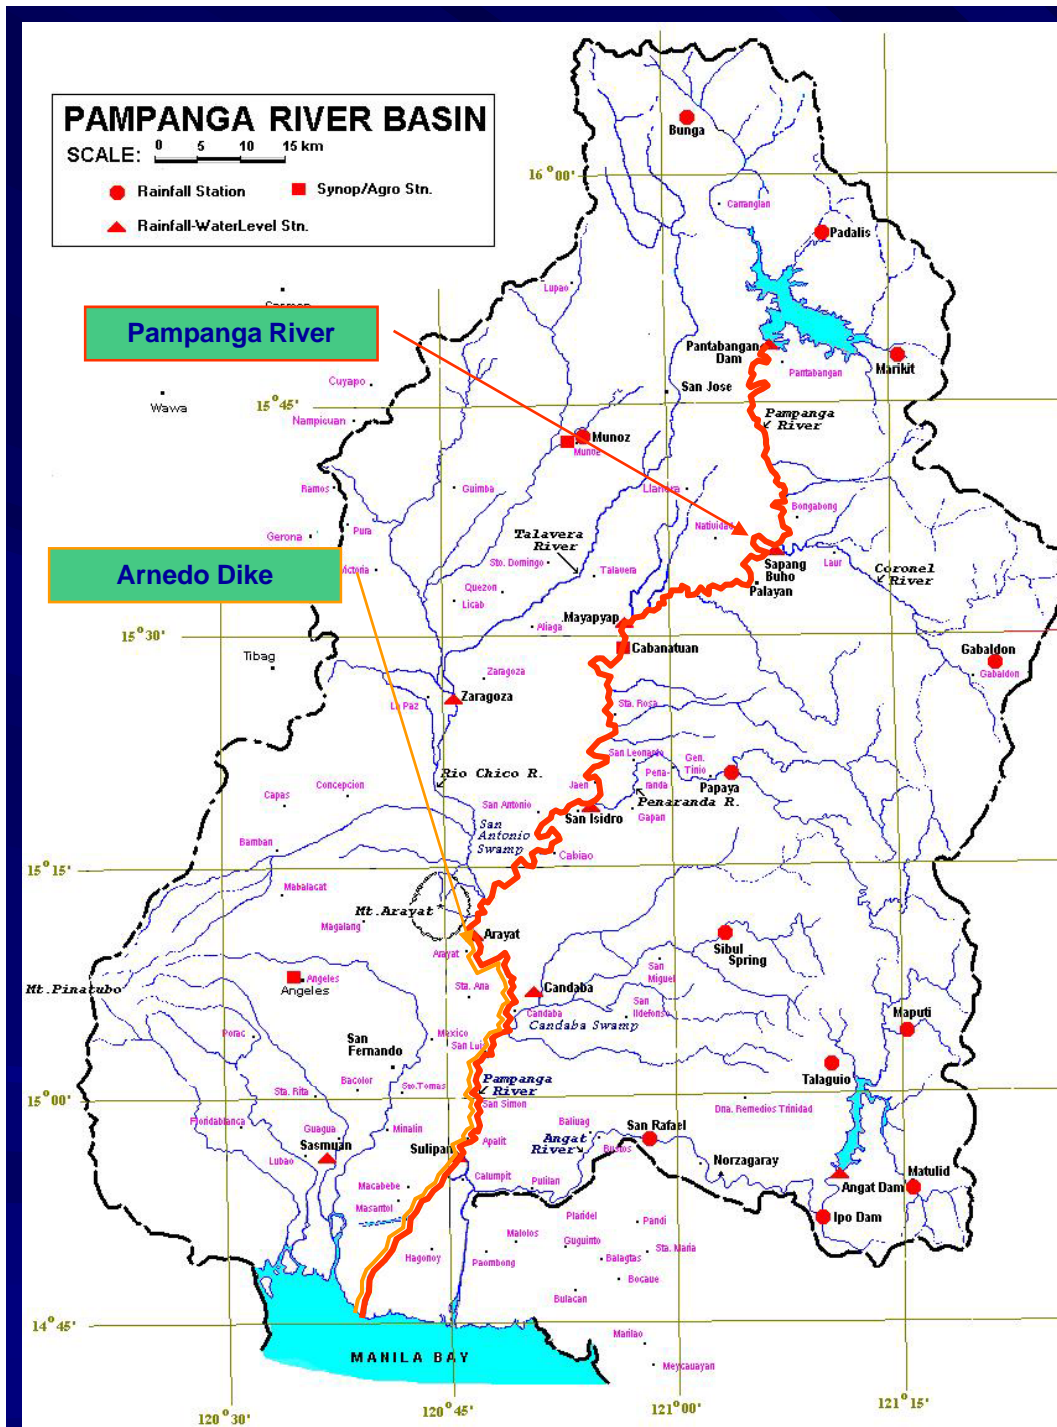 PAMPANGA RIVER BASIN
SCALE: 0 5 10 15 km
Rainfall Station
Synop/Agro Stn.
Rainfall-WaterLevel Stn.
Bunga
16°00'
Carranglan
Padalis
Lupao
Pampanga River
Pantabangan
Dam
Marikit
Pantabangan
Cuyapo
San Jose
Wawa
15°45'
Nampicuan
Pampanga
River
Munoz
Munoz
Ramos
Guimba
Llanera
Bongabong
Pura
Natividad
Gerona
Talavera
River
Arnedo Dike
Sto. Domingo
Talavera
Sapang
Buho
Palayan
Laur
Coronel
River
Quezon
Licab
Mayapyap
Aliaga
15°30'
Cabanatuan
Tibag
Gabaldon
Gabaldon
Zaragoza
La Paz
Zaragoza
Sta. Rosa
San Leonardo
Gen.
Tinio
Pena-
randa
Papaya
Rio Chico R.
Concepcion
Capas
Jaen
San Antonio
San Isidro
Penaranda R.
Gapan
San
Antonio
Swamp
Bamban
Cabiao
15°15'
Mabalacat
Mt.Arayat
Magalang
Arayat
Arayat
Sibul
Spring
San
Miguel
Angeles
Angeles
Mt.Pinatubo
Sta. Ana
Candaba
Candaba
San
Ildefonso
Candaba Swamp
Maputi
Porac
San
Fernando
Mexico
San Luis
Talaguio
Bacolor
Sta. Rita
Sto.Tomas
Pampanga
River
15°00'
San Simon
Dna. Remedios Trinidad
Floridablanca
Guagua
Minalin
Sasmuan
Lubao
Sulipan
Apalit
Baliuag
San Rafael
Angat
River
Bustos
Norzagaray
Calumpit
Pulilan
Macabebe
Masantol
Angat Dam
Matulid
Ipo Dam
Plaridel
Pandi
Malolos
Guguinto
Hagonoy
Paombong
Balagtas
Sta. Maria
Bocaue
Bulacan
14°45'
Marilao
MANILA BAY
Meycauayan
120°30'
120°45'
121°00'
121°15'